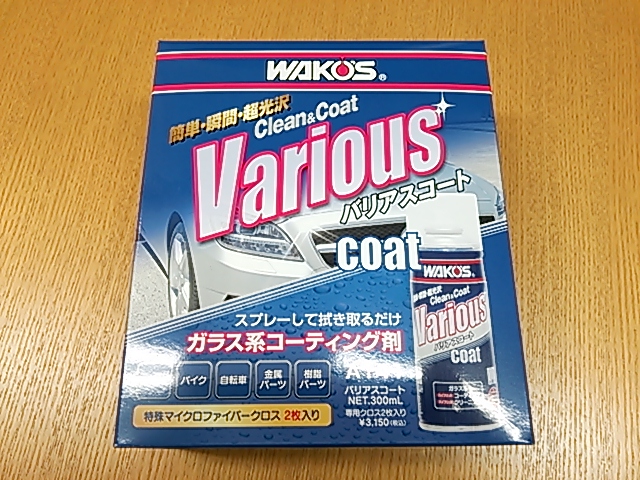 WAKO'S®
簡単・瞬間・超光沢
Clean&Coat
Various
バリアスコート
coat
WAKO'S
Clean&Coat
Various
バリアスコート
coat
スプレーして拭き取るだけ
ガラス系コーティング剤
バイク
自転車
金属パーツ
樹脂パーツ
バリアスコート
NET.300mL
専用クロス2枚入り
¥3,150(税込)
特殊マイクロファイバークロス 2枚入り